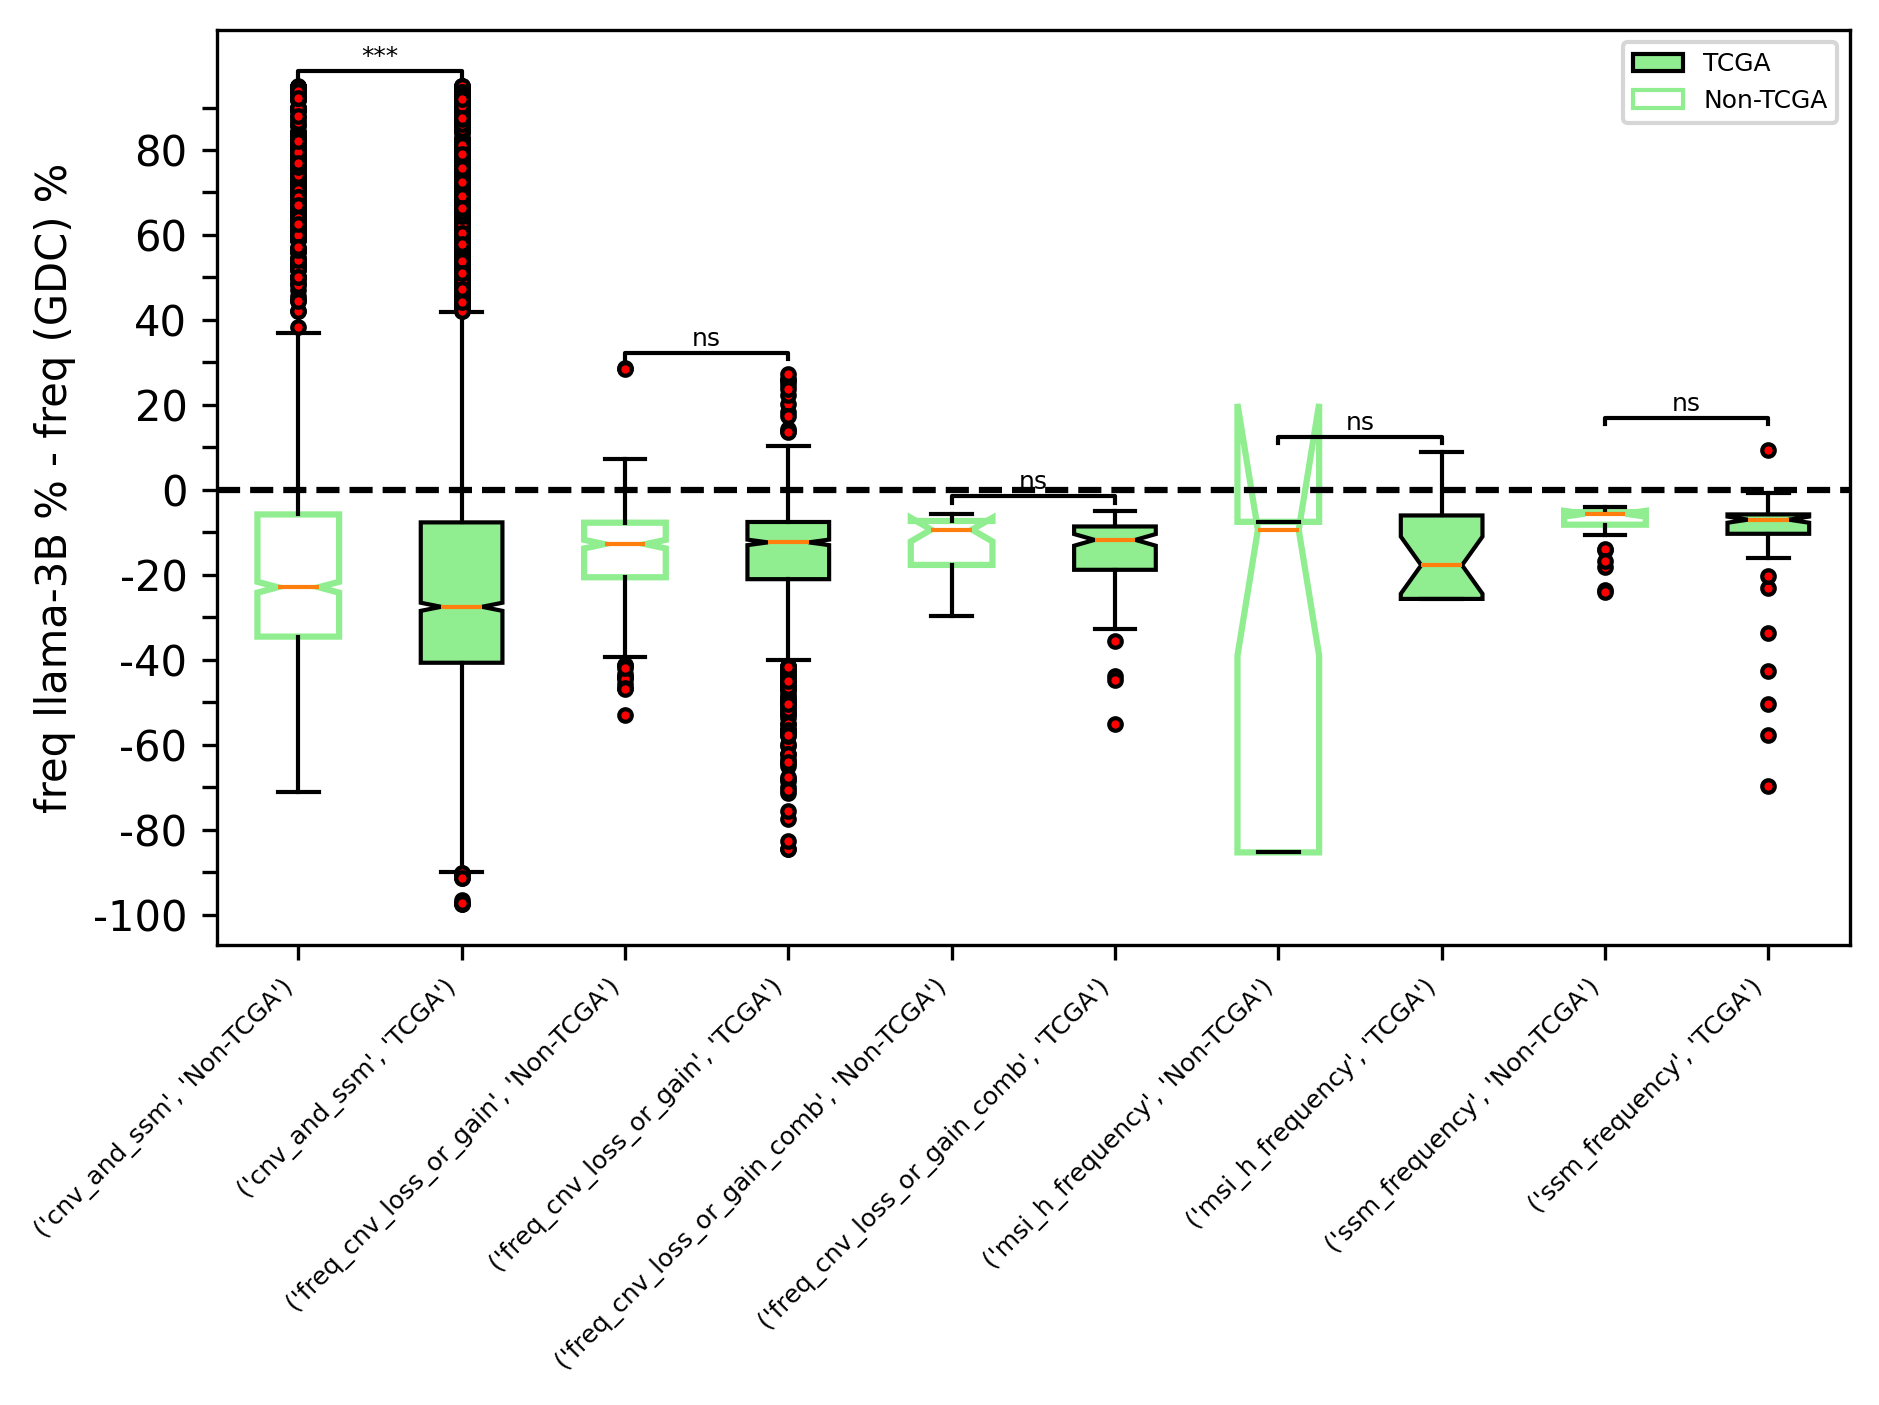 ***
TCGA
Non-TCGA
80
60
40
20
0
-20
-40
-60
-80
-100
freq llama-3B % - freq (GDC) %
ns
ns
ns
ns
('cnv_and_ssm', 'Non-TCGA')
('cnv_and_ssm', 'TCGA')
('freq_cnv_loss_or_gain', 'Non-TCGA')
('freq_cnv_loss_or_gain', 'TCGA')
('freq_cnv_loss_or_gain_comb', 'Non-TCGA')
('freq_cnv_loss_or_gain_comb', 'TCGA')
('msi_h_frequency', 'Non-TCGA')
('msi_h_frequency', 'TCGA')
('ssm_frequency', 'Non-TCGA')
('ssm_frequency', 'TCGA')